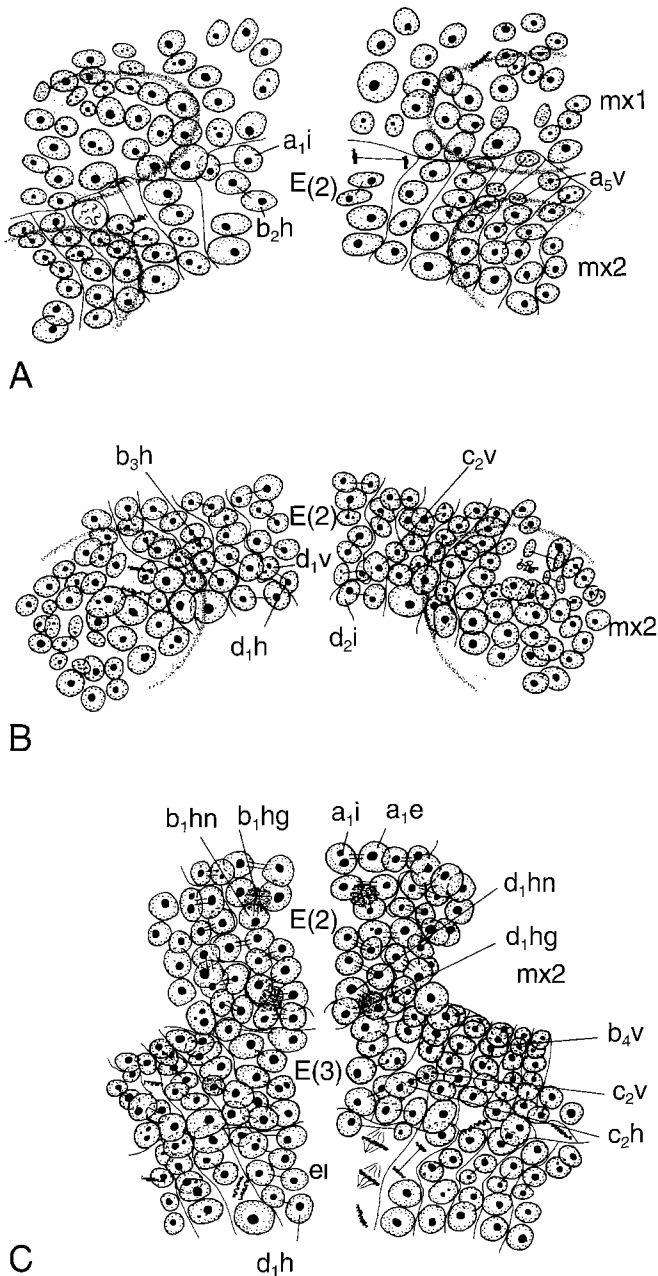 mx1
a₁i
E(2)
a₅v
b₂h
mx2
A
b₃h
c₂v
E(2)
d₁v
d₁h
d₂i
mx2
B
b₁hn
b₁hg
a₁i
a₁e
d₁hn
E(2)
d₁hg
mx2
b₄v
E(3)
c₂v
c₂h
eı
d₁h
C